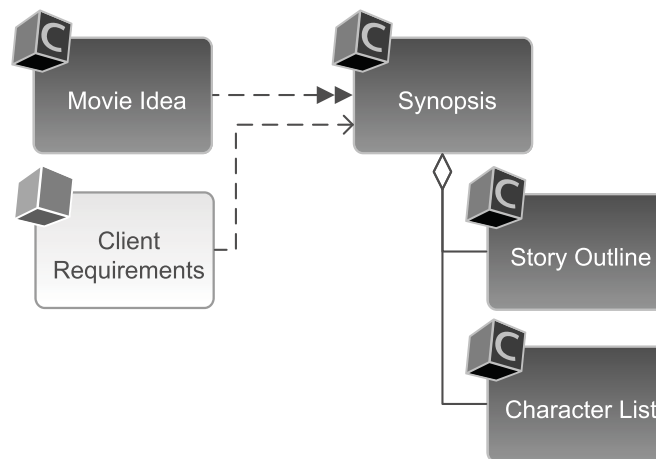 C
Movie Idea
C
Synopsis
Client
Requirements
C
Story Outline
C
Character List